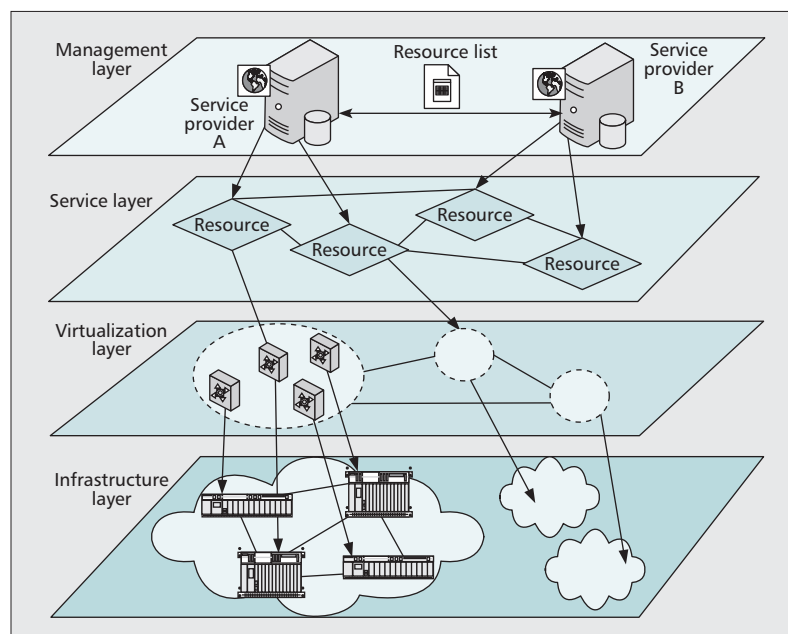 Management
layer
Resource list
Service
provider
B
Service
provider
A
Service layer
Resource
Resource
Resource
Resource
Virtualization
layer
Infrastructure
layer